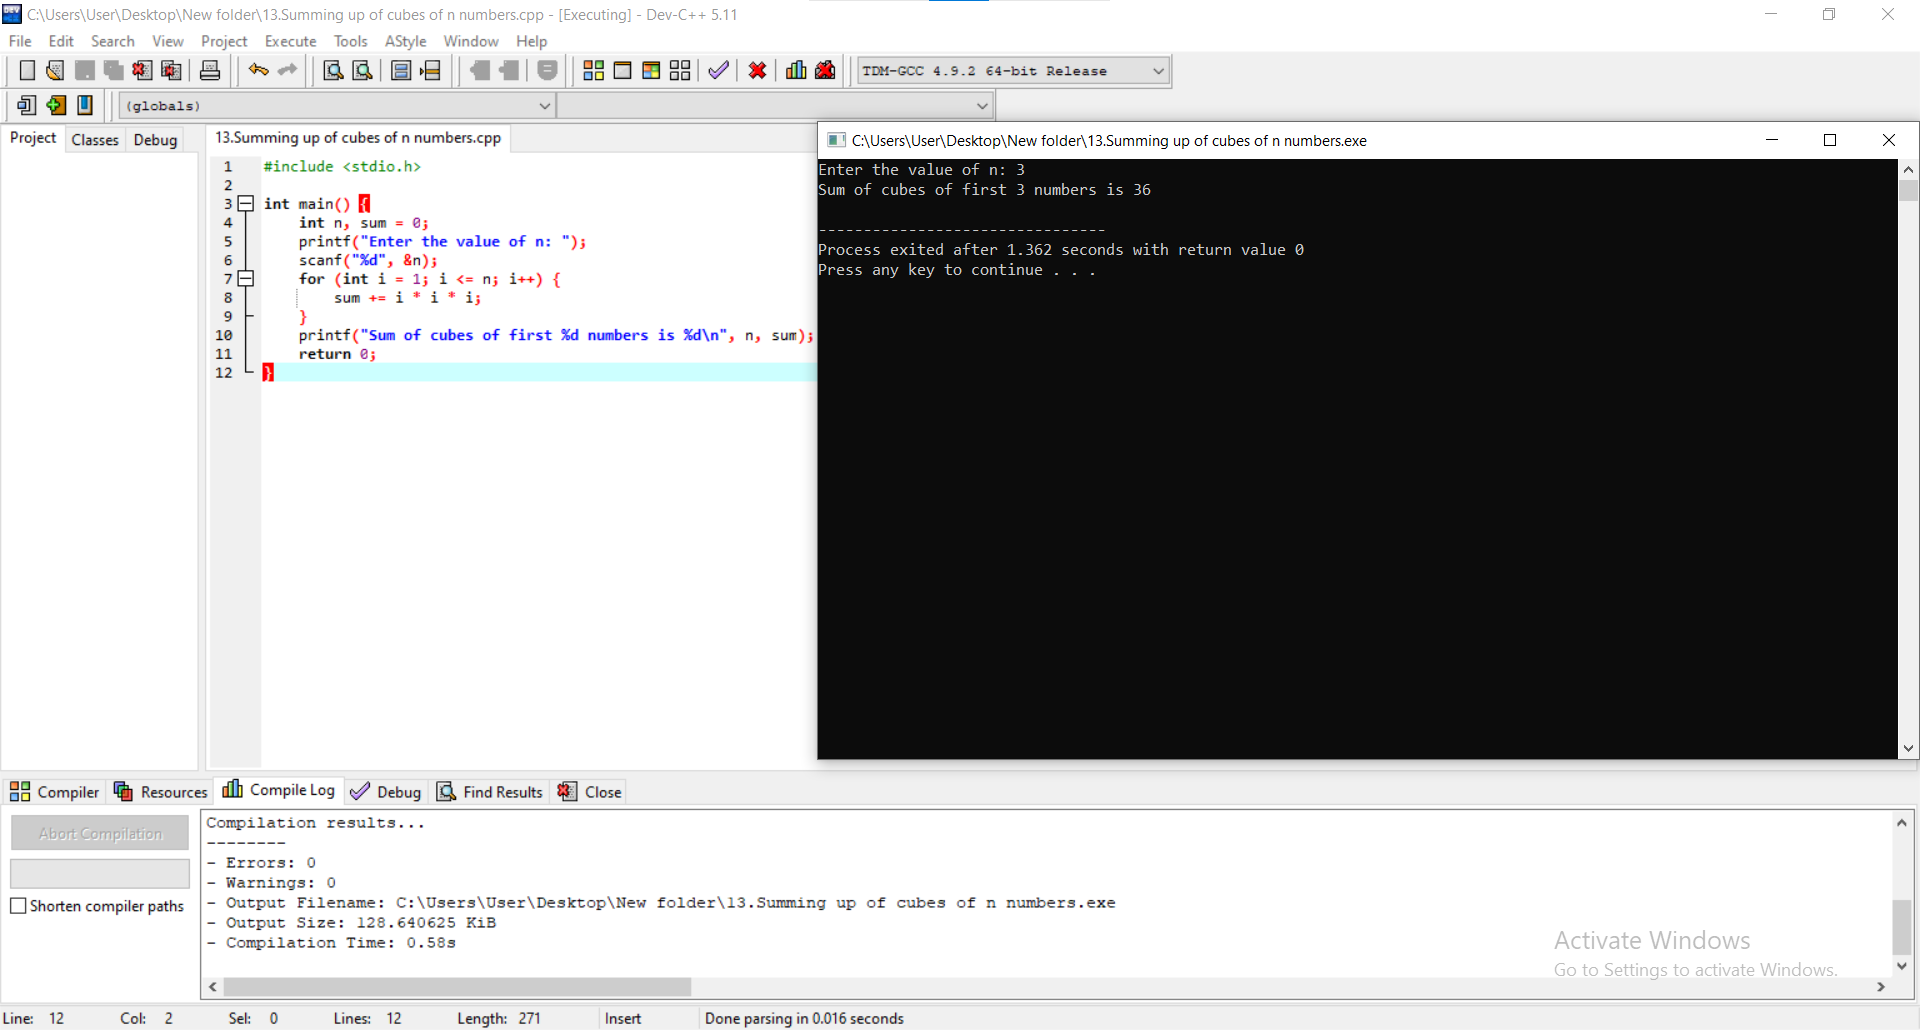 C:\Users\User\Desktop\New folder\13.Summing up of cubes of n numbers.cpp - [Executing] - Dev-C++ 5.11
File Edit Search View Project Execute Tools AStyle Window Help
TDM-GCC 4.9.2 64-bit Release
(globals)
Project Classes Debug
13.Summing up of cubes of n numbers.cpp
1 #include <stdio.h>
2
3 int main() {
4 int n, sum = 0;
5 printf("Enter the value of n: ");
6 scanf("%d", &n);
7 for (int i = 1; i <= n; i++) {
8 sum += i * i * i;
9 }
10 printf("Sum of cubes of first %d numbers is %d\n", n, sum);
11 return 0;
12 }
C:\Users\User\Desktop\New folder\13.Summing up of cubes of n numbers.exe
Enter the value of n: 3
Sum of cubes of first 3 numbers is 36
--------------------------------
Process exited after 1.362 seconds with return value 0
Press any key to continue . . .
Compiler Resources Compile Log Debug Find Results Close
Abort Compilation
Shorten compiler paths
Compilation results...
--------
- Errors: 0
- Warnings: 0
- Output Filename: C:\Users\User\Desktop\New folder\13.Summing up of cubes of n numbers.exe
- Output Size: 128.640625 KiB
- Compilation Time: 0.58s
Activate Windows
Go to Settings to activate Windows.
Line: 12 Col: 2 Sel: 0 Lines: 12 Length: 271 Insert Done parsing in 0.016 seconds